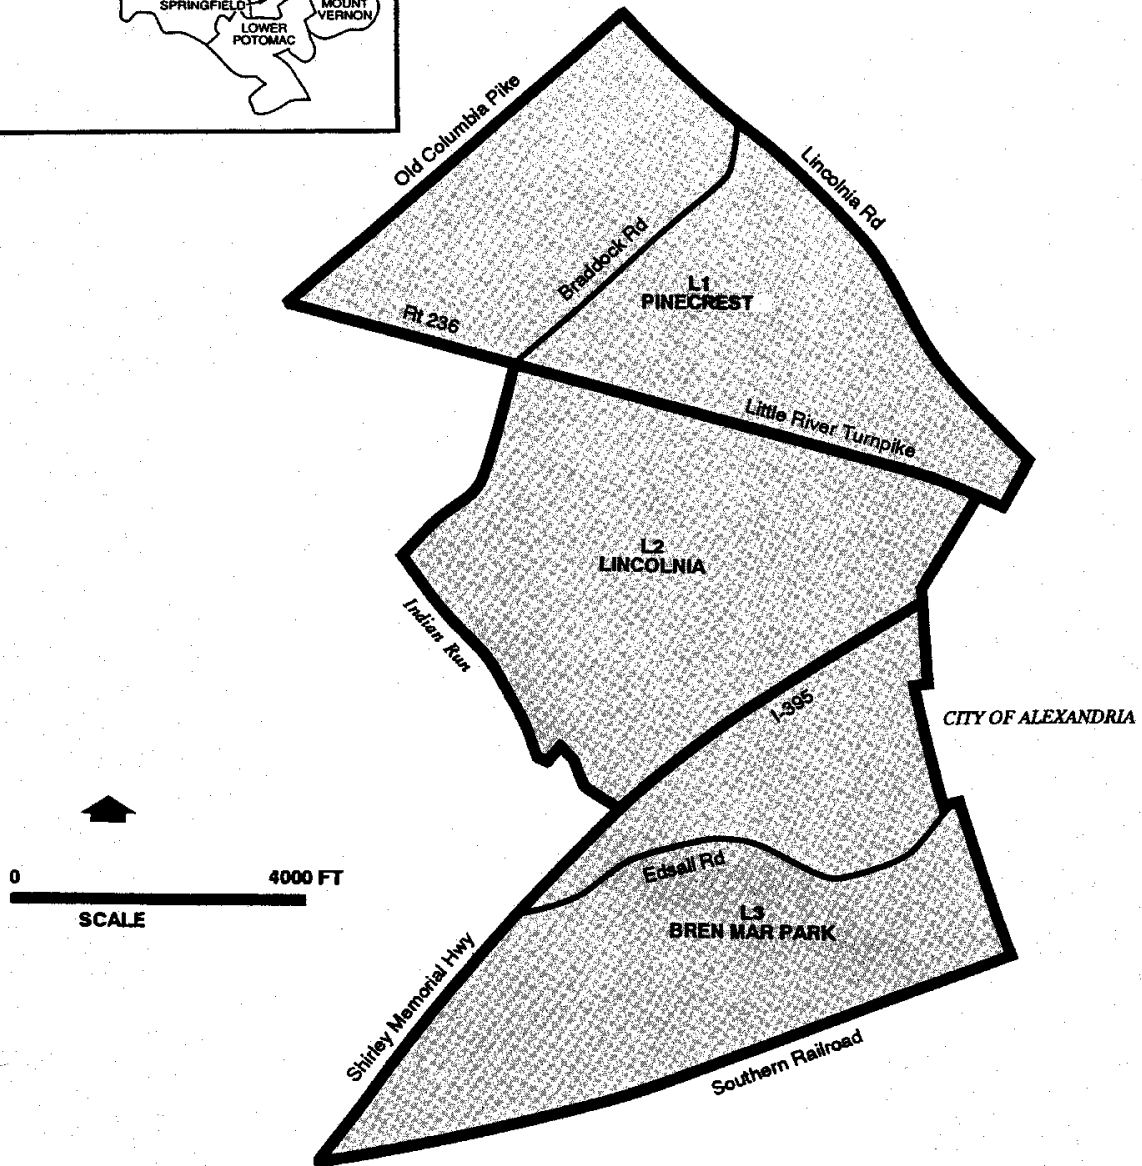 SPRINGFIELD
MOUNT
VERNON
LOWER
POTOMAC
Old Columbia Pike
Lincolnia Rd
Braddock Rd
L1
PINECREST
Rt 236
Little River Turnpike
L2
LINCOLNIA
Indian Run
I-395
CITY OF ALEXANDRIA
0 4000 FT
SCALE
Edsall Rd
L3
BREN MAR PARK
Shirley Memorial Hwy
Southern Railroad